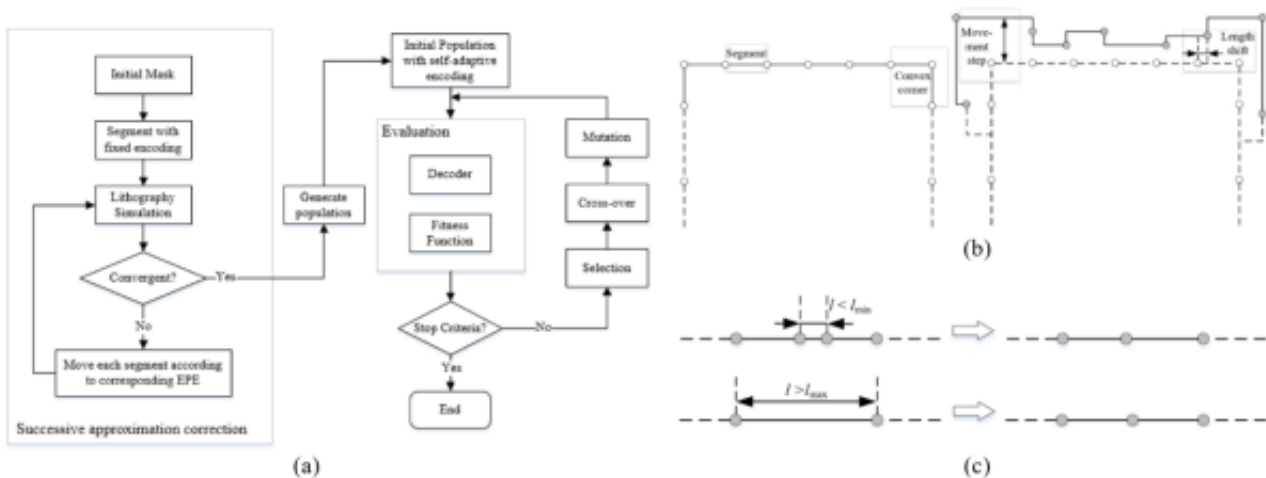 Initial Mask
Segment with
fixed encoding
Lithography
Simulation
Convergent?
Yes
No
Move each segment according
to corresponding EPE
Successive approximation correction
Generate
population
Initial Population
with self-adaptive
encoding
Evaluation
Decoder
Fitness
Function
Stop Criteria?
No
Yes
End
Mutation
Cross-over
Selection
(a)
Segment
Convex
corner
Move-
ment
step
Length
shift
(b)
l < lmin
l >lmax
(c)